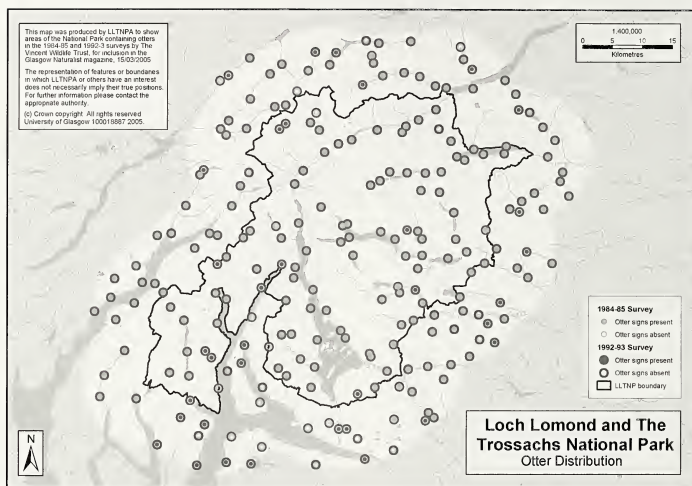 This map was produced by LLTNPA to show
areas of the National Park containing otters
in the 1984-85 and 1992-3 surveys by The
Vincent Wildlife Trust, for inclusion in the
Glasgow Naturalist magazine, 15/03/2005
The representation of features or boundaries
in which LLTNPA or others have an interest
does not necessarily imply their true positions.
For further information please contact the
appropriate authority.
(c) Crown copyright All rights reserved
University of Glasgow 100018887 2005.
1:400,000
0 5 10 15
Kilometres
1984-85 Survey
Otter signs present
Otter signs absent
1992-93 Survey
Otter signs present
Otter signs absent
LLTNP boundary
N
Loch Lomond and The
Trossachs National Park
Otter Distribution